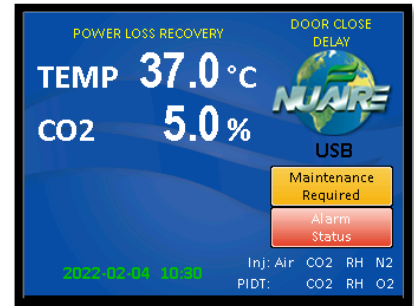 POWER LOSS RECOVERY
DOOR CLOSE
DELAY
TEMP 37.0 °C
CO2 5.0 %
NUAIRE
USB
Maintenance
Required
Alarm
Status
2022-02-04 10:30
Inj: Air CO2 RH N2
PIDT: CO2 RH O2